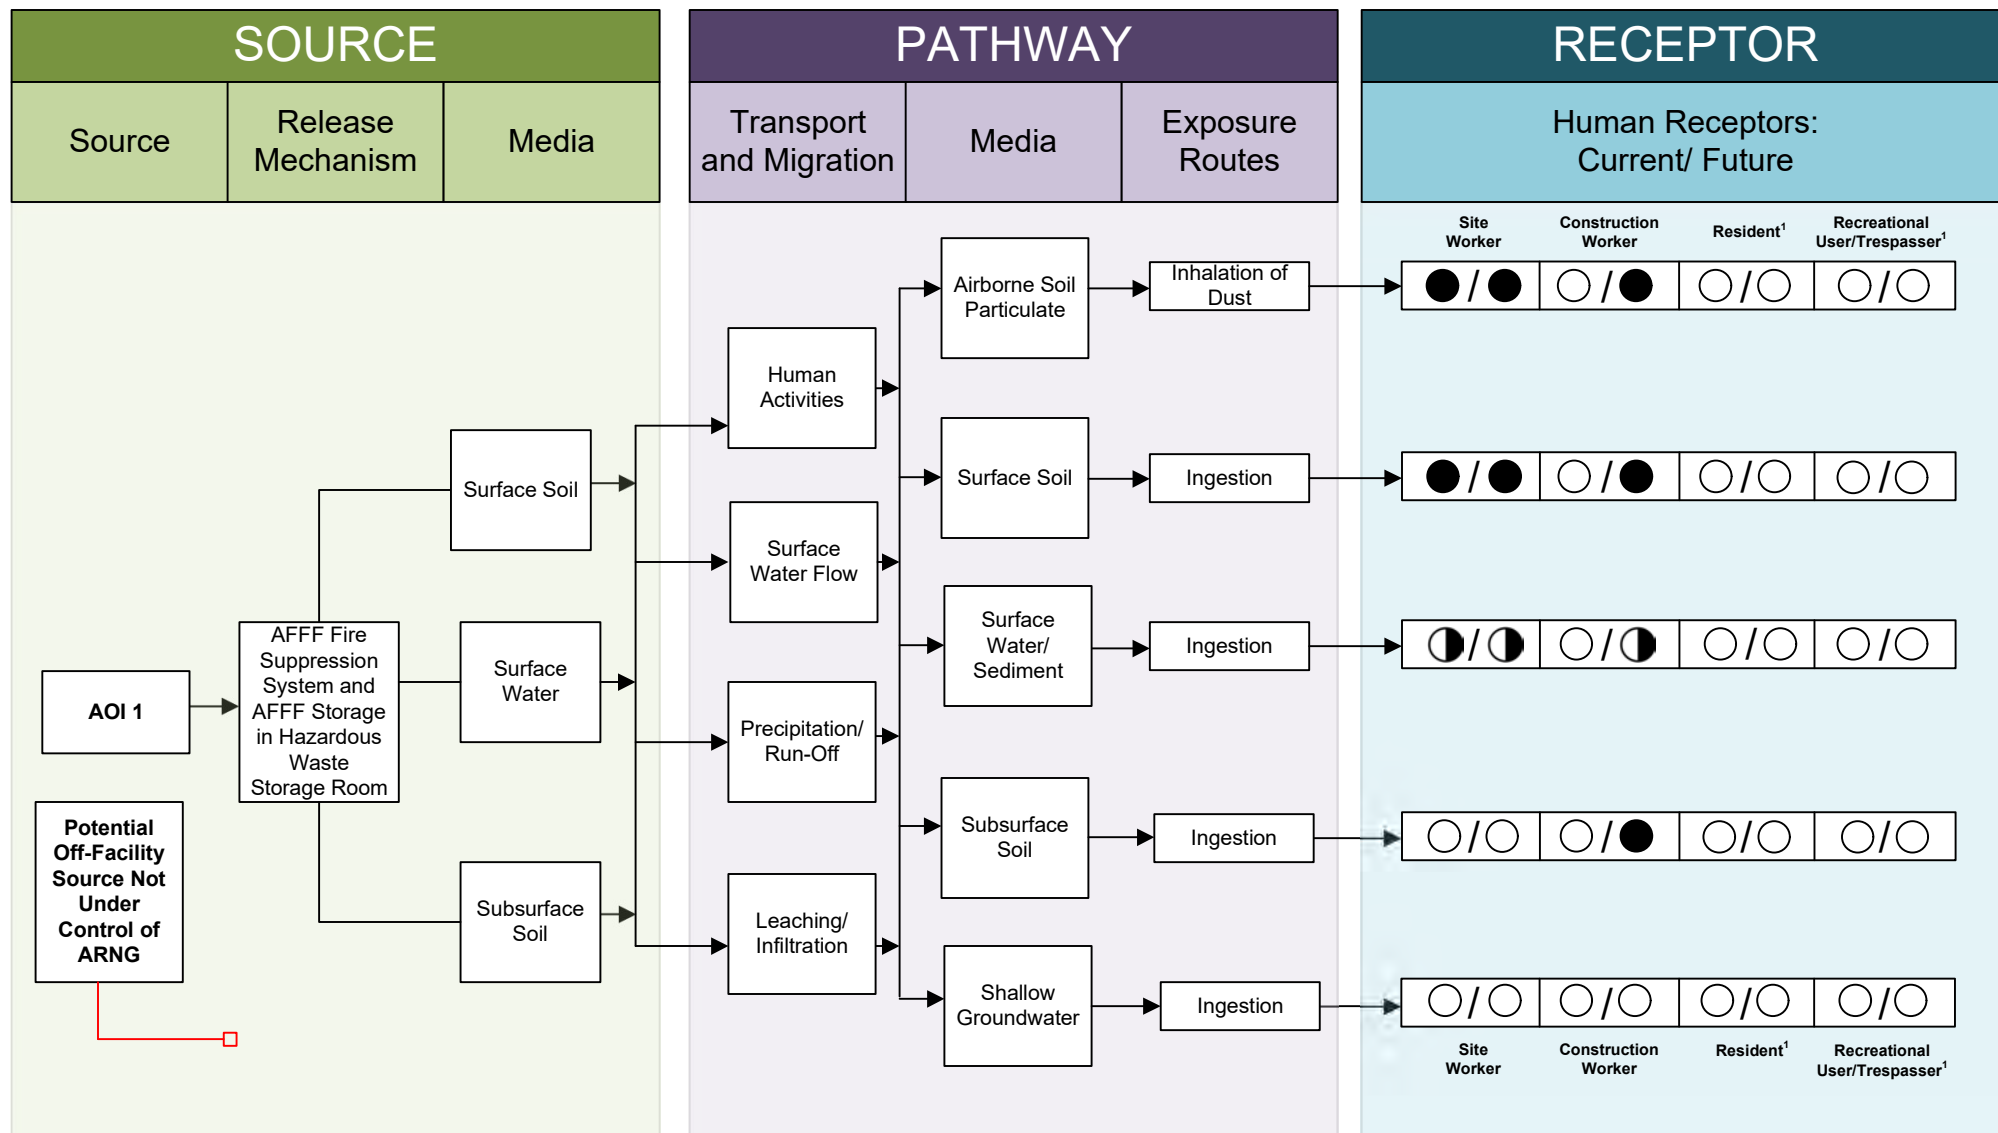 SOURCE
PATHWAY
RECEPTOR
Source
Release
Mechanism
Media
Transport
and Migration
Media
Exposure
Routes
Human Receptors:
Current/ Future
Site
Worker
Construction
Worker
Resident¹
Recreational
User/Trespasser¹
AOI 1
Potential
Off-Facility
Source Not
Under
Control of
ARNG
AFFF Fire
Suppression
System and
AFFF Storage
in Hazardous
Waste
Storage Room
Surface Soil
Surface
Water
Subsurface
Soil
Human
Activities
Surface
Water Flow
Precipitation/
Run-Off
Leaching/
Infiltration
Airborne Soil
Particulate
Surface Soil
Surface
Water/
Sediment
Subsurface
Soil
Shallow
Groundwater
Inhalation of
Dust
Ingestion
Ingestion
Ingestion
Ingestion
/ / / /
/ / / /
/ / / /
/ / / /
/ / / /
Site
Worker
Construction
Worker
Resident¹
Recreational
User/Trespasser¹